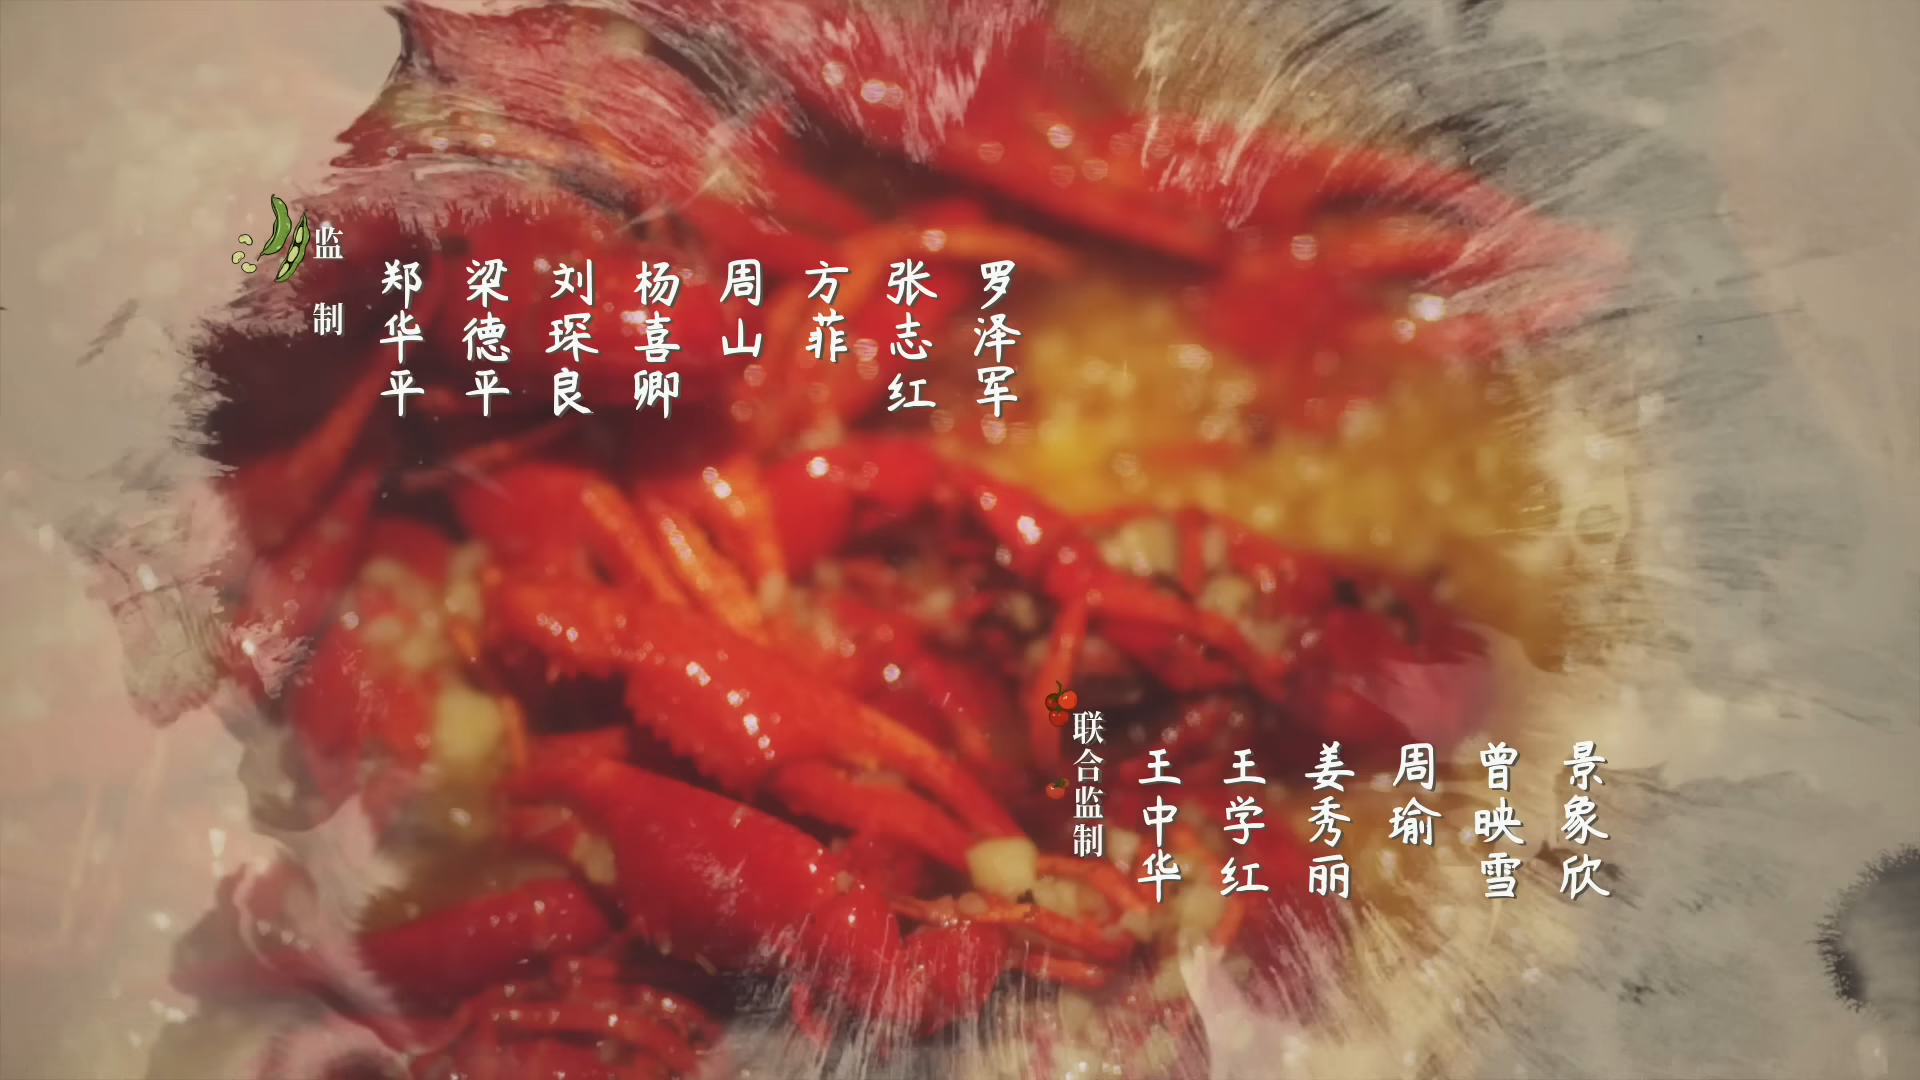 监制
郑华平
梁德平
刘琛良
杨喜卿
周山
方菲
张志红
罗泽军
联合监制
王中华
王学红
姜秀丽
周瑜
曾映雪
景象欣